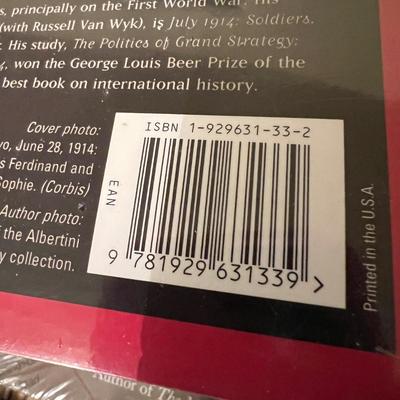 s, principally on the First World War. His
(with Russell Van Wyk), is July 1914: Soldiers,
His study, The Politics of Grand Strategy:
4, won the George Louis Beer Prize of the
best book on international history.
Cover photo:
vo, June 28, 1914:
s Ferdinand and
Sophie. (Corbis)
Author photo:
f the Albertini
y collection.
ISBN 1-929631-33-2
EAN
9 781929 631339 >
Printed in the U.S.A.
Author of The